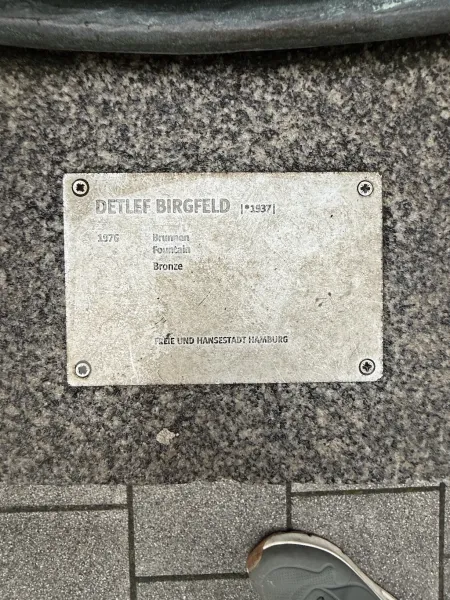 DETLEF BIRGFELD |*1937|
1976 Brunnen
Fountain
Bronze
FREIE UND HANSESTADT HAMBURG